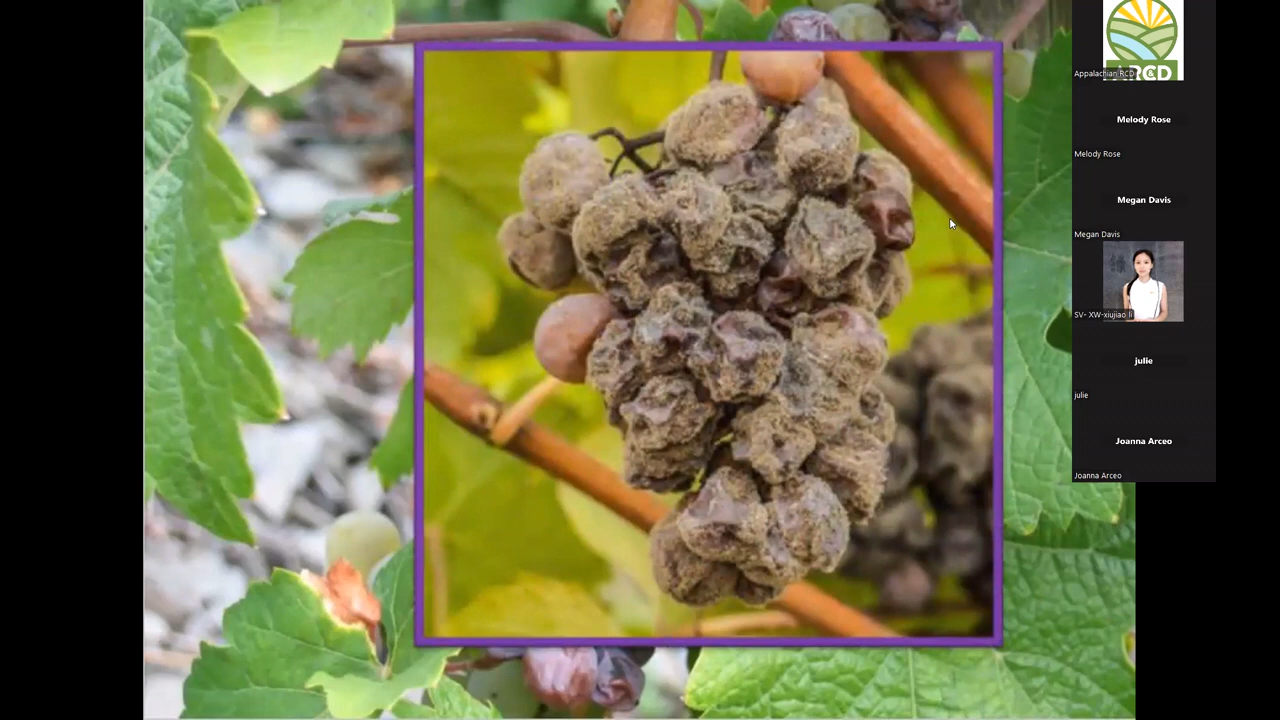 ARCD
Appalachian RCD
Melody Rose
Melody Rose
Megan Davis
Megan Davis
SV- XW-xiujiao li
julie
julie
Joanna Arceo
Joanna Arceo